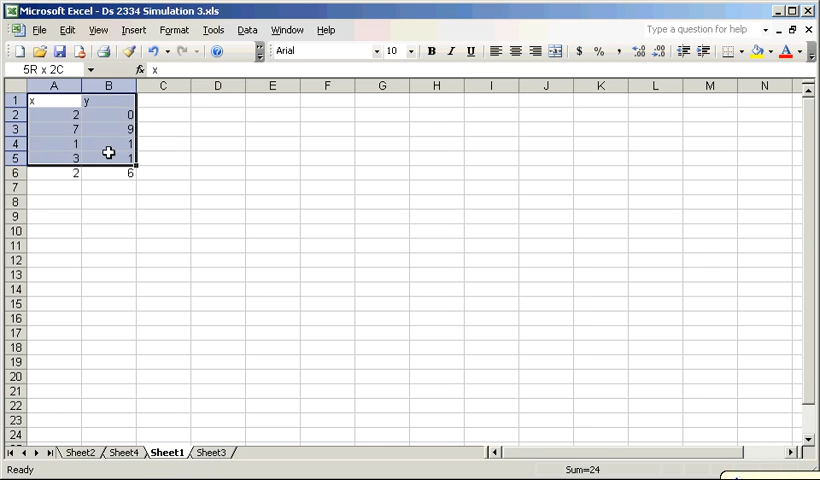 Microsoft Excel - Ds 2334 Simulation 3.xls
File Edit View Insert Format Tools Data Window Help Type a question for help
Arial 10 B I U $ % , .00 .00
5R x 2C fx x
A B C D E F G H I J K L M N
1 x y
2 2 0
3 7 9
4 1 1
5 3 1
6 2 6
7
8
9
10
11
12
13
14
15
16
17
18
19
20
21
22
23
24
Sheet2 Sheet4 Sheet1 Sheet3
Ready Sum=24